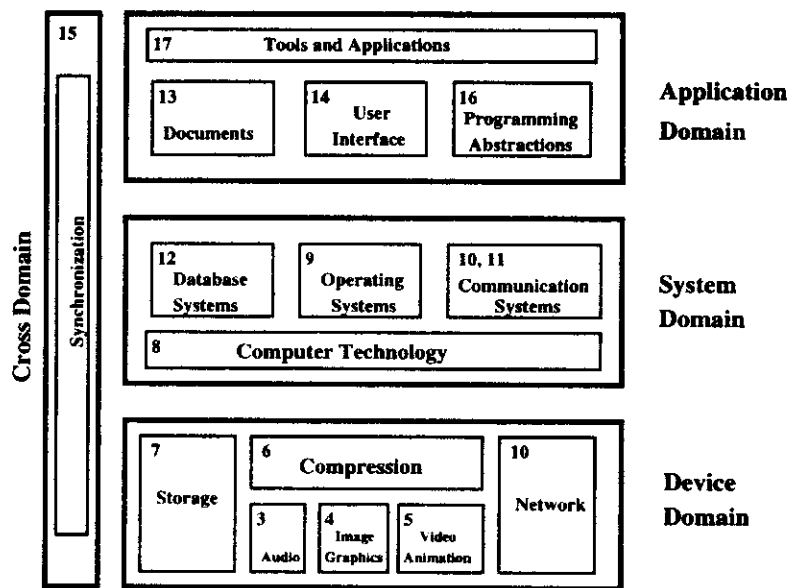 15
Cross Domain
Synchronization
17 Tools and Applications
13
Documents
14
User
Interface
16
Programming
Abstractions
Application
Domain
12
Database
Systems
9
Operating
Systems
10, 11
Communication
Systems
8 Computer Technology
System
Domain
7
Storage
6
Compression
3
Audio
4
Image
Graphics
5
Video
Animation
10
Network
Device
Domain